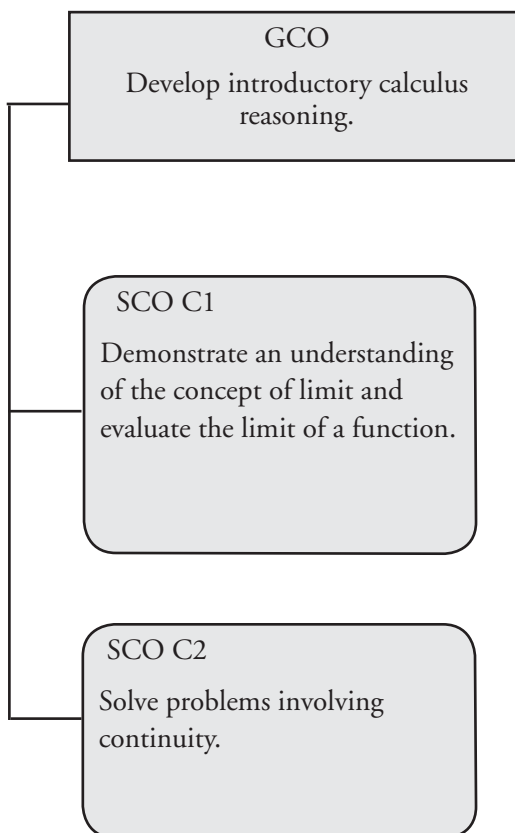 GCO
Develop introductory calculus
reasoning.
SCO C1
Demonstrate an understanding
of the concept of limit and
evaluate the limit of a function.
SCO C2
Solve problems involving
continuity.